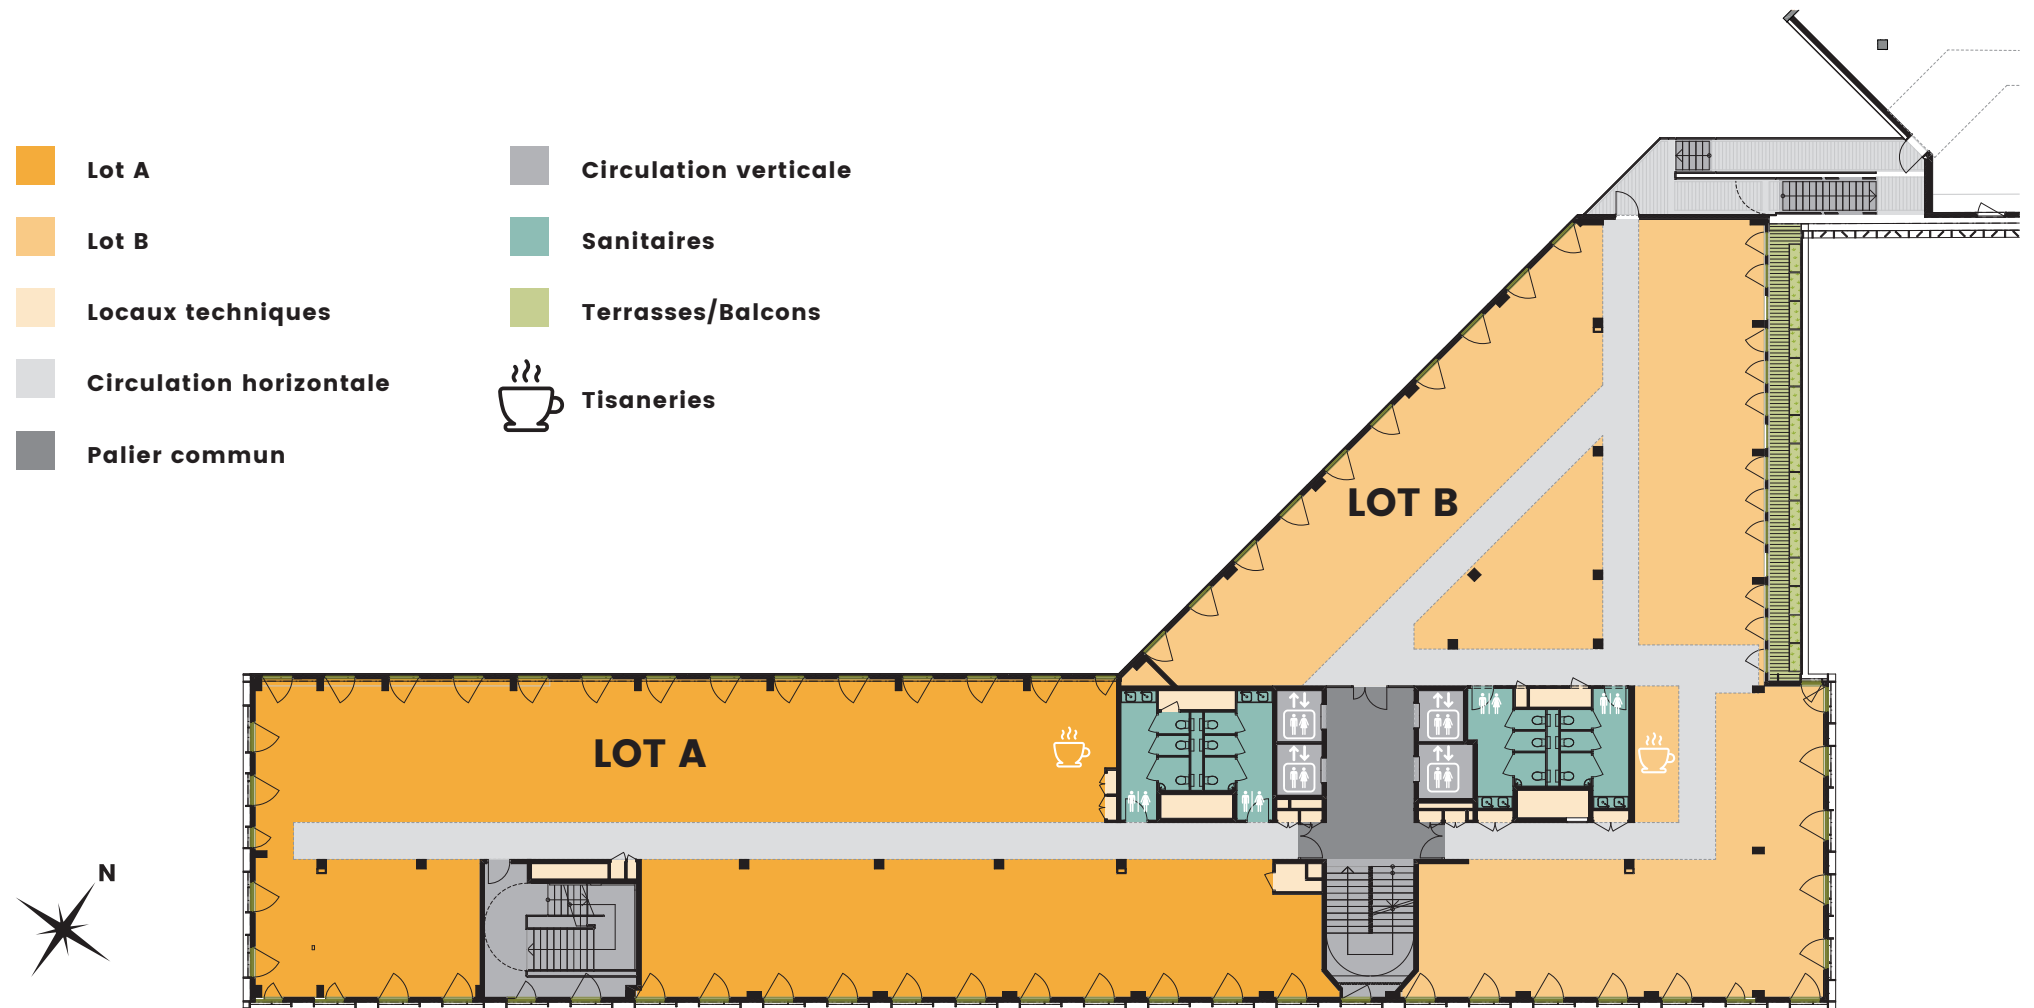 Lot A
Lot B
Locaux techniques
Circulation horizontale
Palier commun
Circulation verticale
Sanitaires
Terrasses/Balcons
Tisaneries
LOT B
LOT A
N